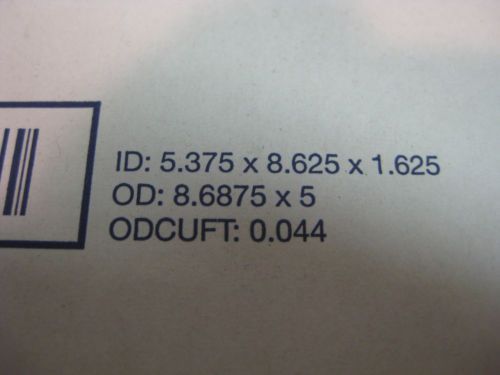 ID: 5.375 x 8.625 x 1.625
OD: 8.6875 x 5
ODCUFT: 0.044